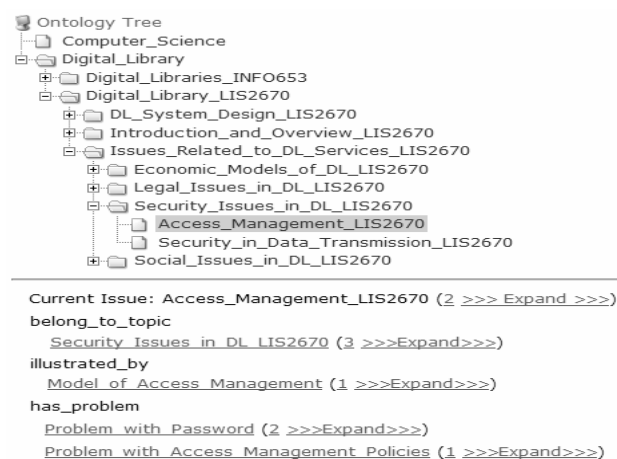 Ontology Tree
Computer_Science
Digital_Library
Digital_Libraries_INFO653
Digital_Library_LIS2670
DL_System_Design_LIS2670
Introduction_and_Overview_LIS2670
Issues_Related_to_DL_Services_LIS2670
Economic_Models_of_DL_LIS2670
Legal_Issues_in_DL_LIS2670
Security_Issues_in_DL_LIS2670
Access_Management_LIS2670
Security_in_Data_Transmission_LIS2670
Social_Issues_in_DL_LIS2670
Current Issue: Access_Management_LIS2670 (2 >>> Expand >>>)
belong_to_topic
Security Issues in DL LIS2670 (3 >>>Expand>>>)
illustrated_by
Model of Access Management (1 >>>Expand>>>)
has_problem
Problem with Password (2 >>>Expand>>>)
Problem with Access Management Policies (1 >>>Expand>>>)